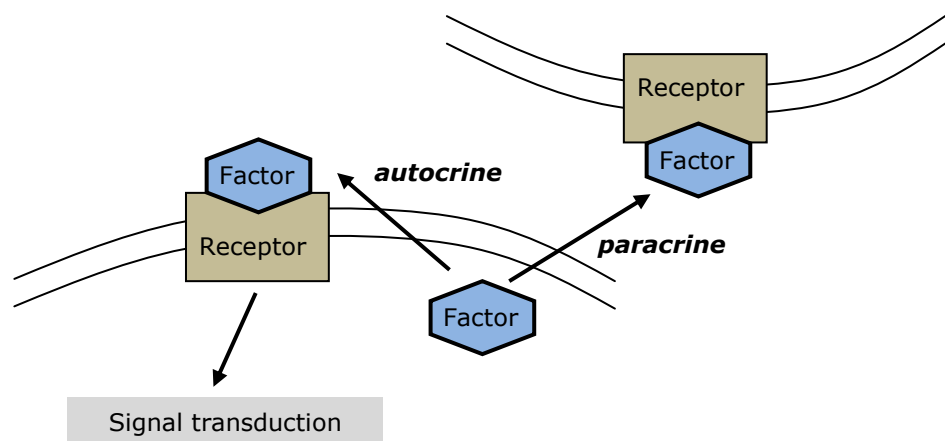 Receptor
Factor
Factor
autocrine
Receptor
paracrine
Factor
Signal transduction